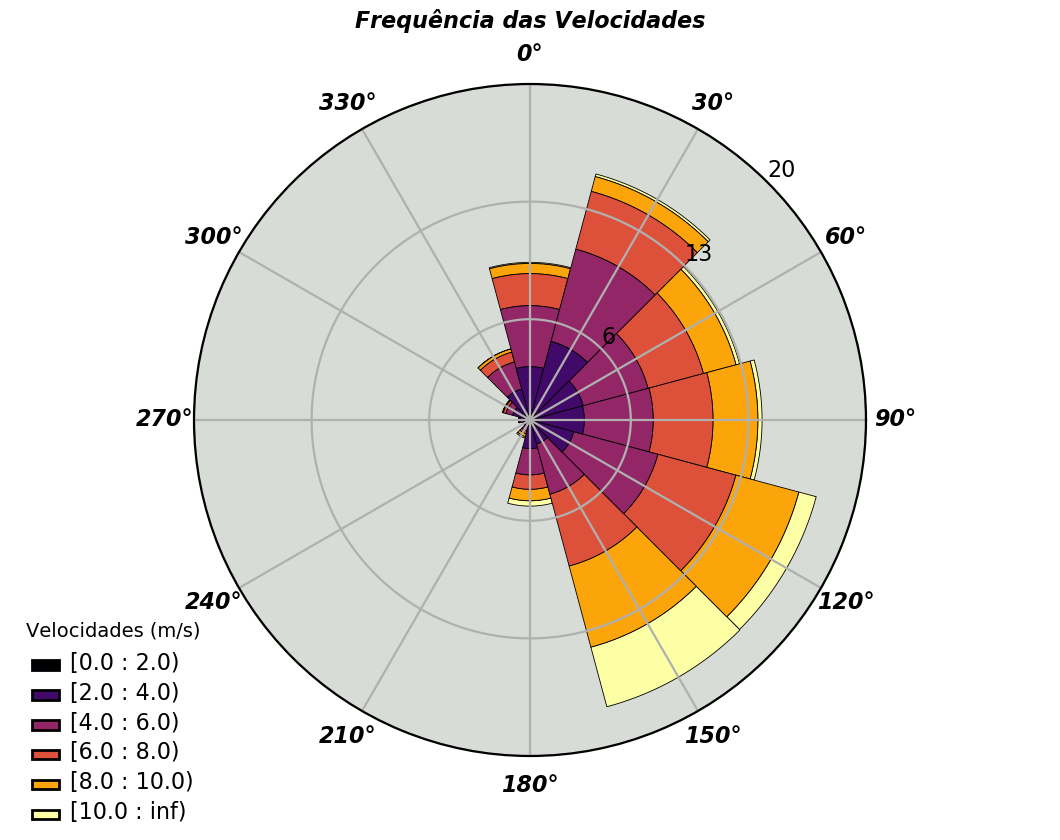 Frequência das Velocidades
0°
330°
30°
20
300°
60°
13
6
270°
90°
240°
120°
210°
150°
180°
Velocidades (m/s)
[0.0 : 2.0)
[2.0 : 4.0)
[4.0 : 6.0)
[6.0 : 8.0)
[8.0 : 10.0)
[10.0 : inf)